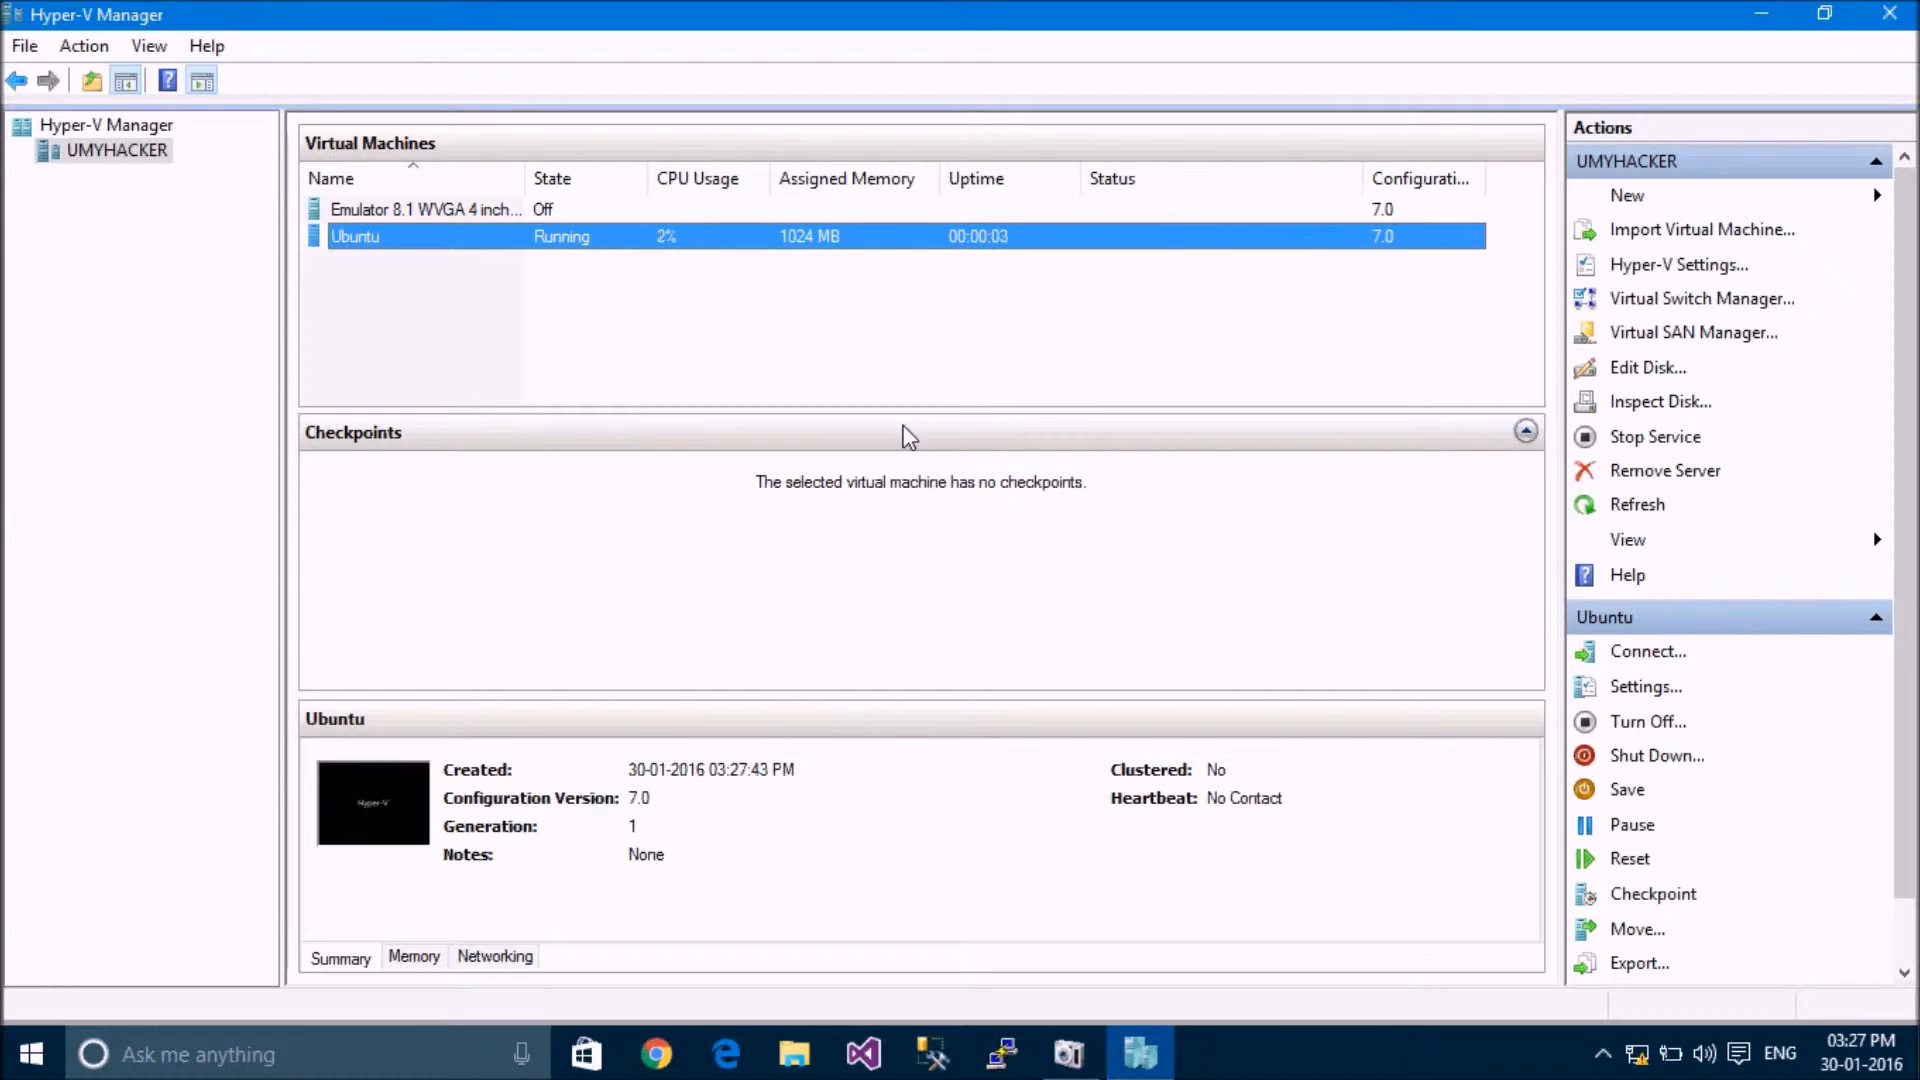 Hyper-V Manager
File Action View Help
Hyper-V Manager
UMYHACKER
Virtual Machines
Name State CPU Usage Assigned Memory Uptime Status Configurati...
Emulator 8.1 WVGA 4 inch... Off 7.0
Ubuntu Running 2% 1024 MB 00:00:03 7.0
Checkpoints
The selected virtual machine has no checkpoints.
Ubuntu
Hyper-V
Created: 30-01-2016 03:27:43 PM Clustered: No
Configuration Version: 7.0 Heartbeat: No Contact
Generation: 1
Notes: None
Summary Memory Networking
Actions
UMYHACKER
New
Import Virtual Machine...
Hyper-V Settings...
Virtual Switch Manager...
Virtual SAN Manager...
Edit Disk...
Inspect Disk...
Stop Service
Remove Server
Refresh
View
Help
Ubuntu
Connect...
Settings...
Turn Off...
Shut Down...
Save
Pause
Reset
Checkpoint
Move...
Export...
Ask me anything
ENG
03:27 PM
30-01-2016